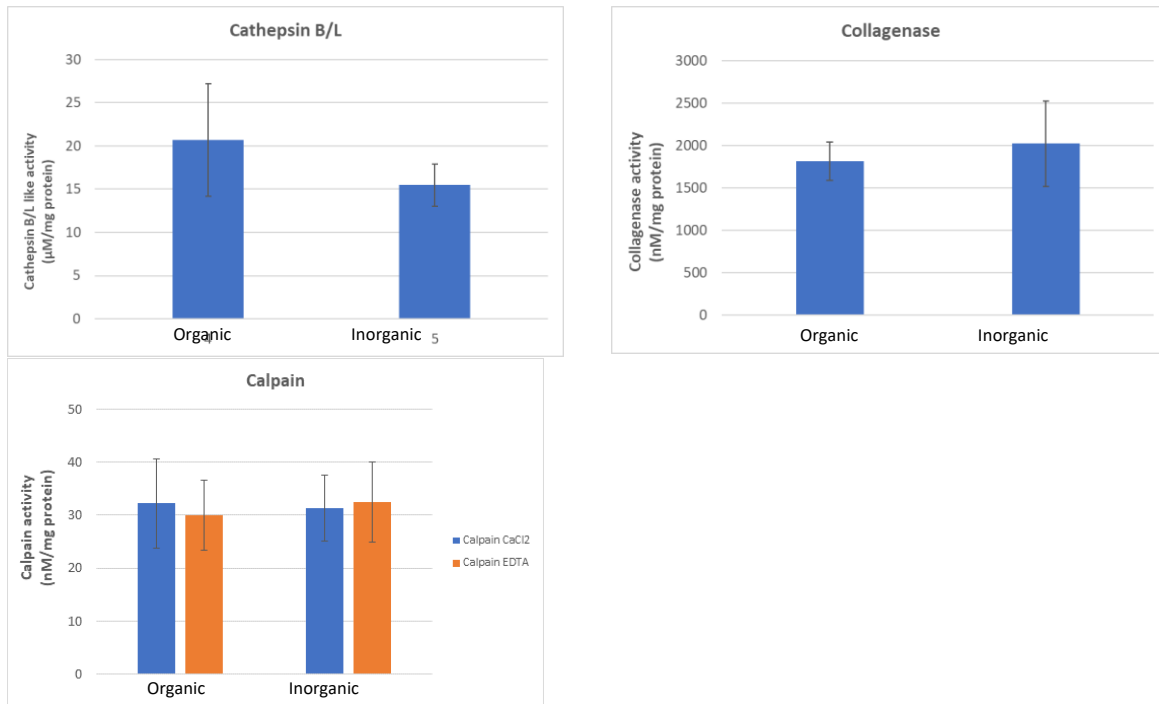 Cathepsin B/L
30
25
20
15
10
5
0
Cathepsin B/L like activity
(µM/mg protein)
Organic
4
Inorganic
5
Collagenase
3000
2500
2000
1500
1000
500
0
Collagenase activity
(nM/mg protein)
Organic
Inorganic
Calpain
50
40
30
20
10
0
Calpain activity
(nM/mg protein)
Organic
Inorganic
Calpain CaCl2
Calpain EDTA